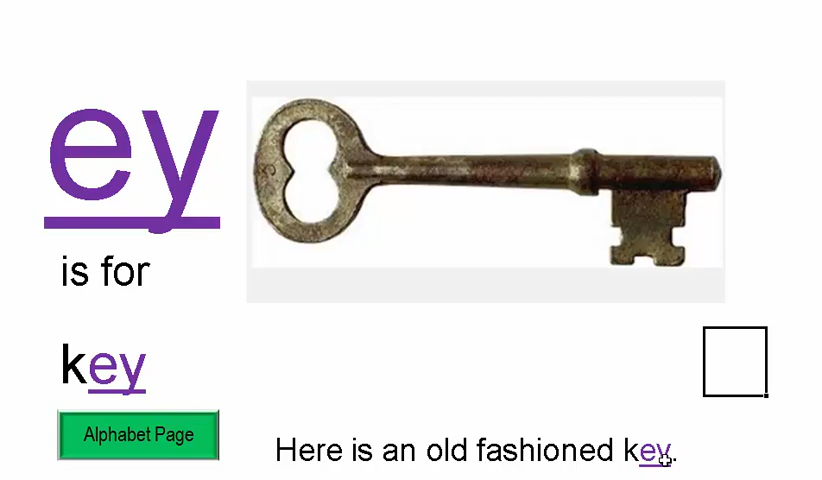 ey
is for
key
Alphabet Page
Here is an old fashioned key.